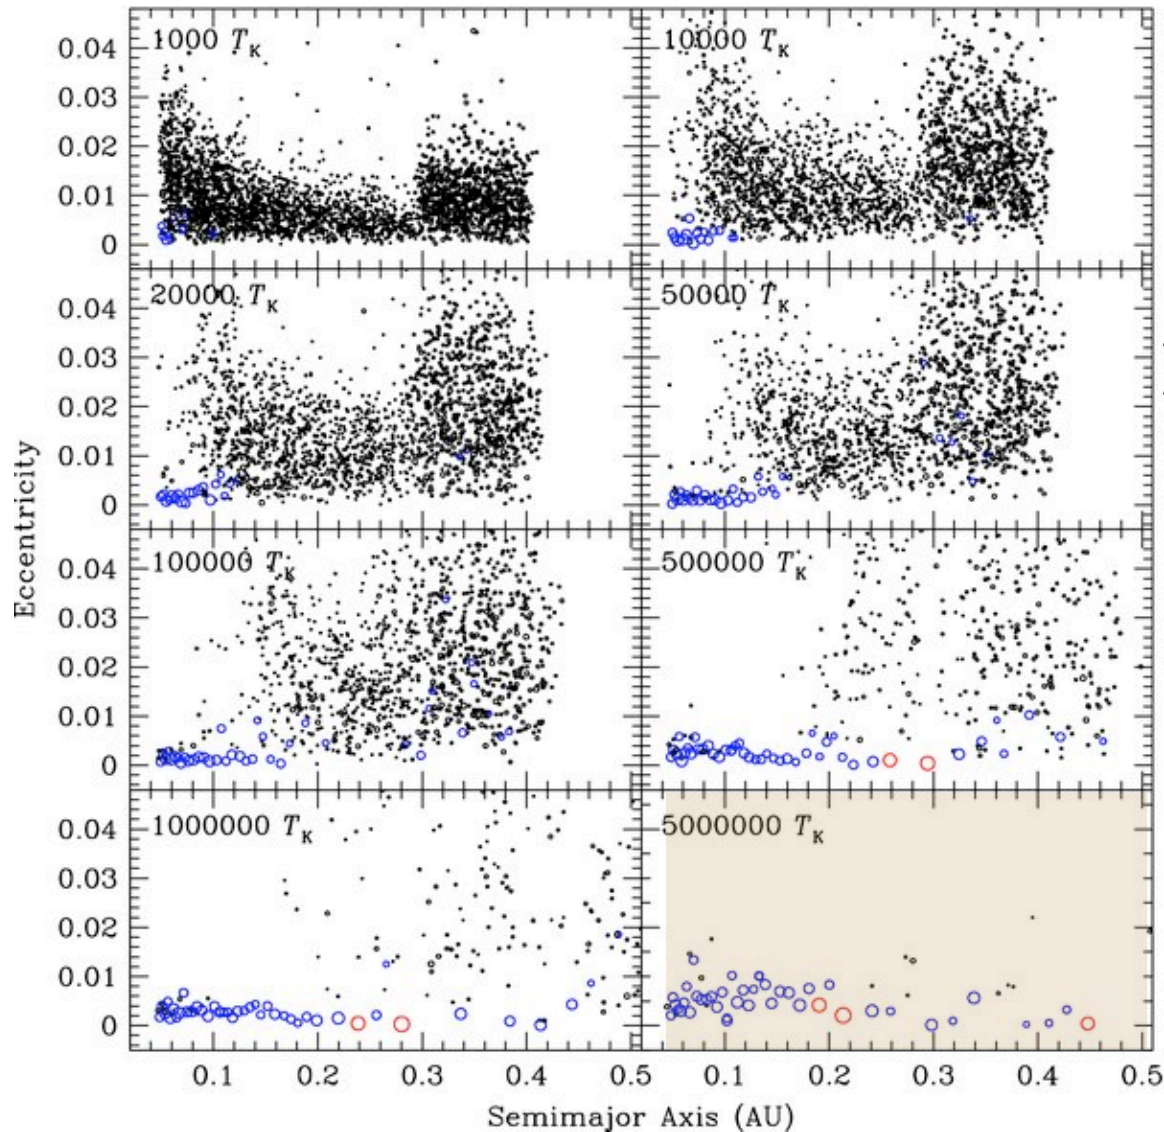 1000 T_K
10000 T_K
0.04
0.03
0.02
0.01
0
20000 T_K
50000 T_K
0.04
0.03
0.02
0.01
0
Eccentricity
100000 T_K
500000 T_K
0.04
0.03
0.02
0.01
0
1000000 T_K
5000000 T_K
0.04
0.03
0.02
0.01
0
0.1 0.2 0.3 0.4 0.5 0.1 0.2 0.3 0.4 0.5
Semimajor Axis (AU)